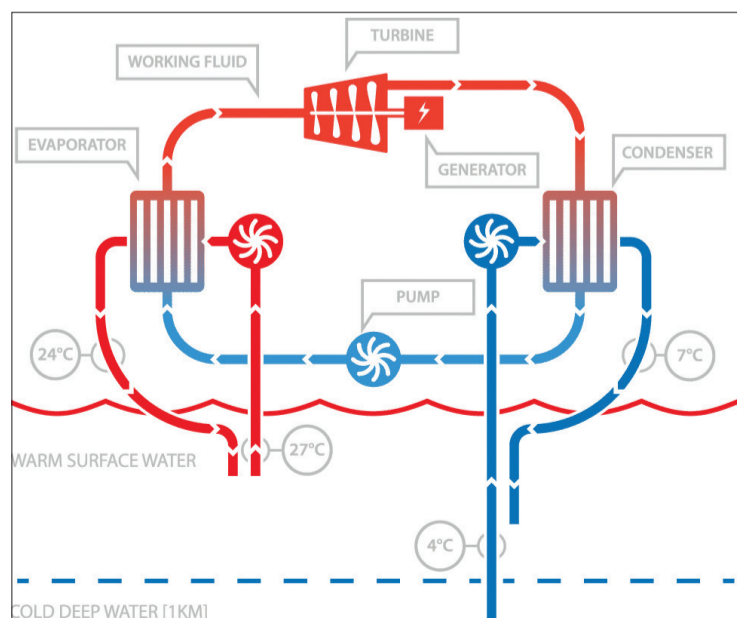 TURBINE
WORKING FLUID
EVAPORATOR
GENERATOR
CONDENSER
PUMP
24°C
7°C
27°C
WARM SURFACE WATER
4°C
COLD DEEP WATER [1KM]